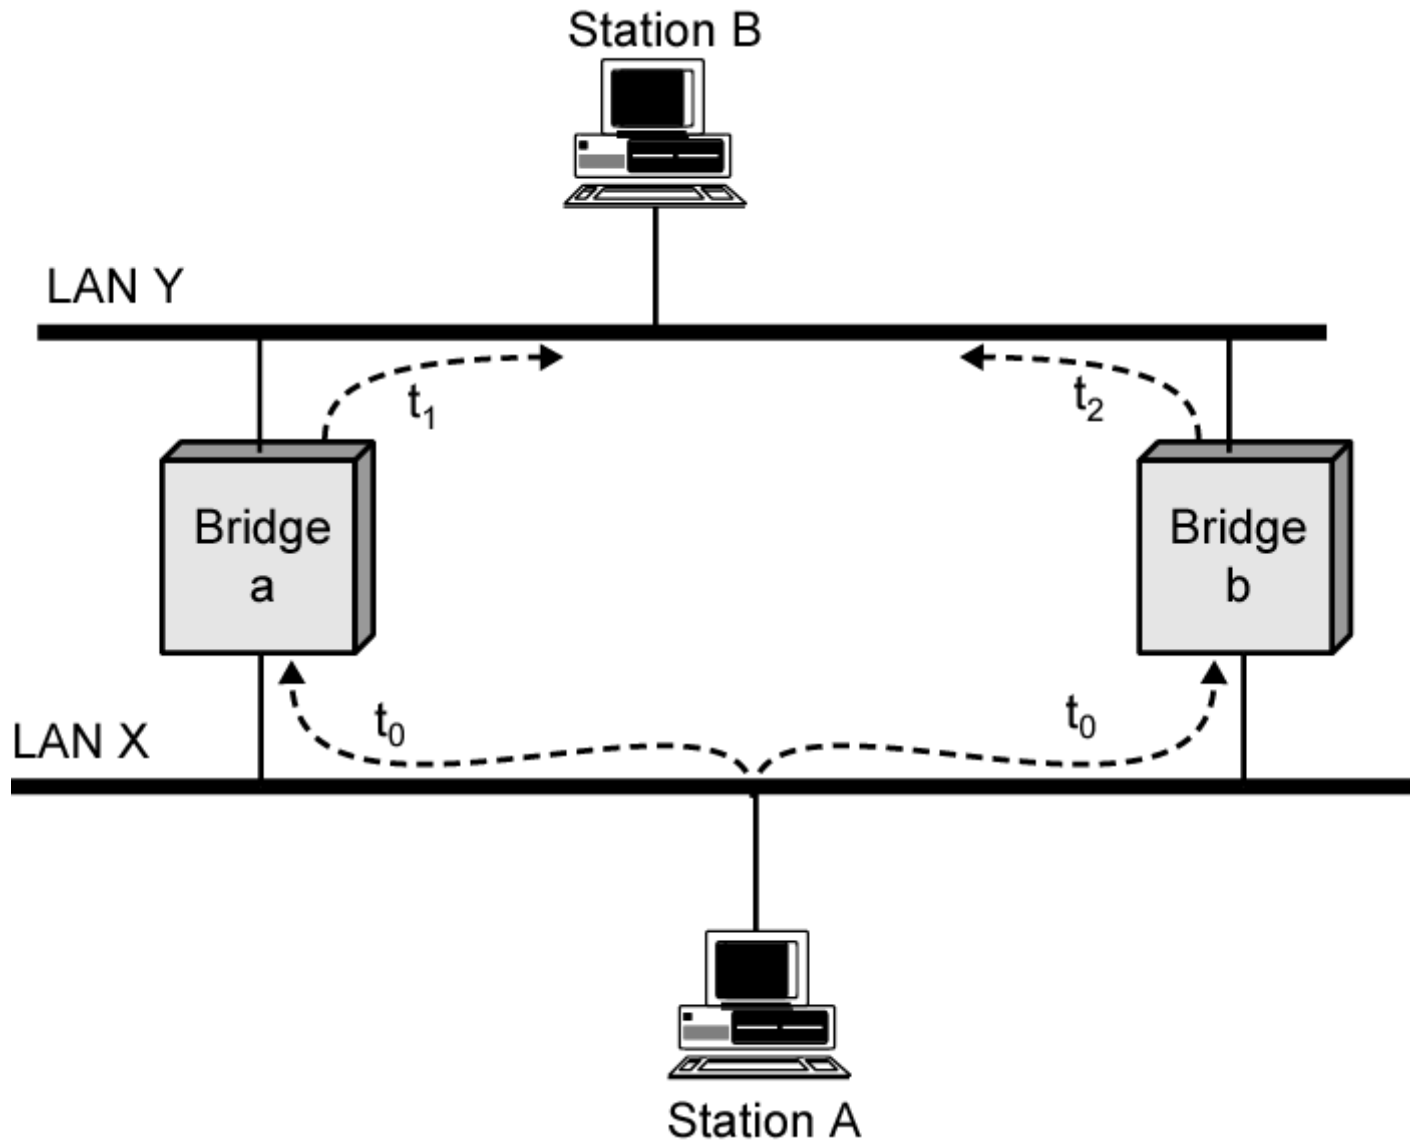 Station B
LAN Y
t₁
t₂
Bridge
a
Bridge
b
t₀
t₀
LAN X
Station A